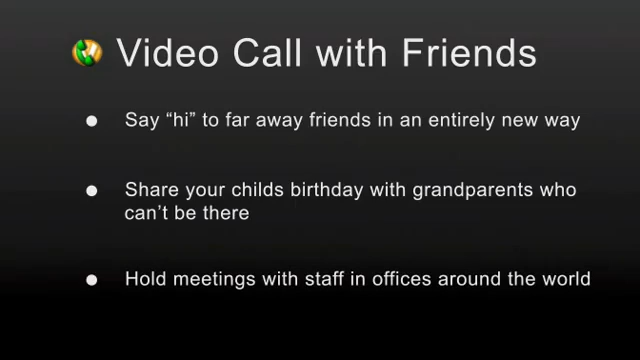 Video Call with Friends
Say “hi” to far away friends in an entirely new way
Share your childs birthday with grandparents who
can’t be there
Hold meetings with staff in offices around the world